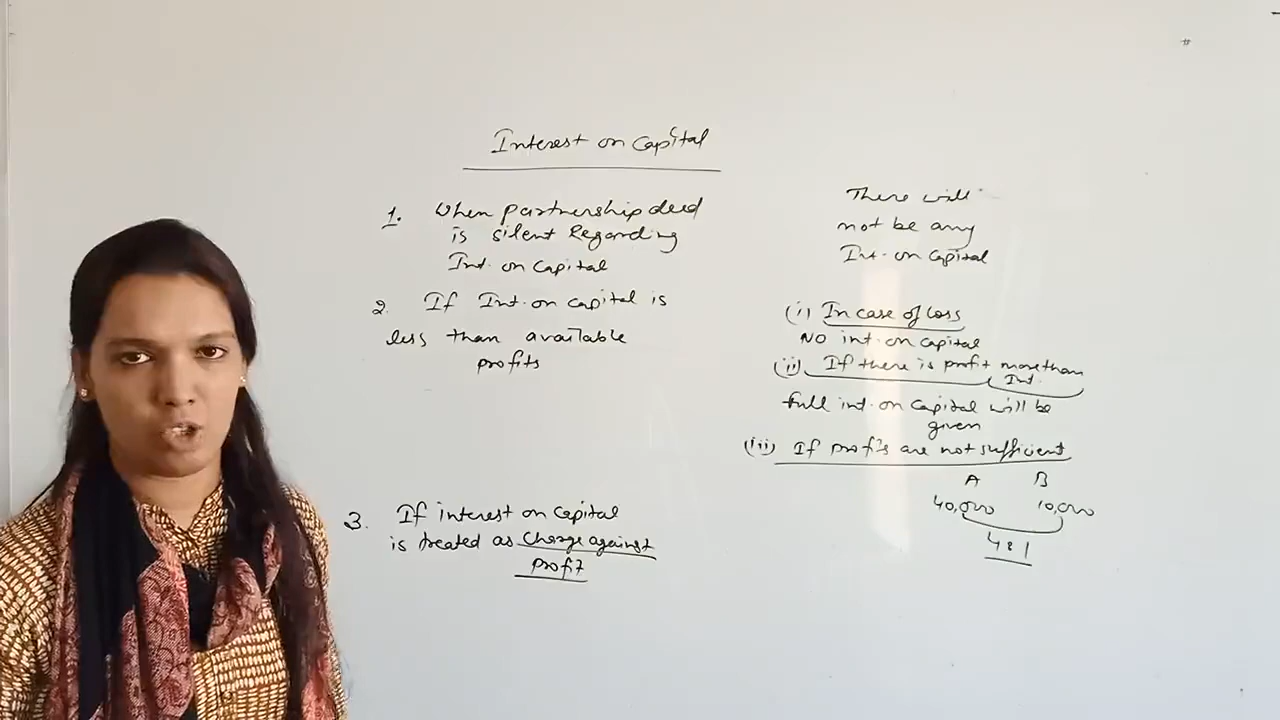 Interest on Capital
1. When partnership deed
is silent Regarding
Int. on Capital
There will
not be any
Int. on Capital
2. If Int. on capital is
less than available
profits
(i) In case of loss
NO int. on capital
(ii) If there is profit more than
Int.
full int. on capital will be
given
(iii) If profits are not sufficient
A B
40,000 10,000
4:1
3. If interest on capital
is treated as charge against
profit